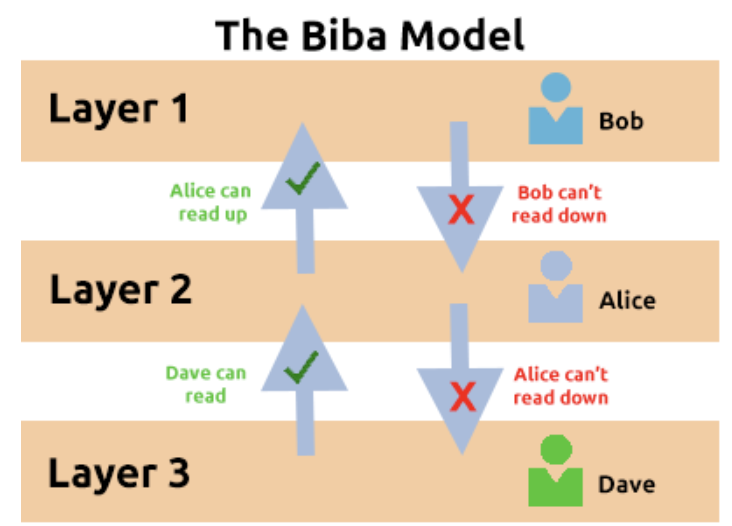 The Biba Model
Layer 1
Bob
Alice can
read up
X
Bob can't
read down
Layer 2
Alice
Dave can
read
X
Alice can't
read down
Layer 3
Dave